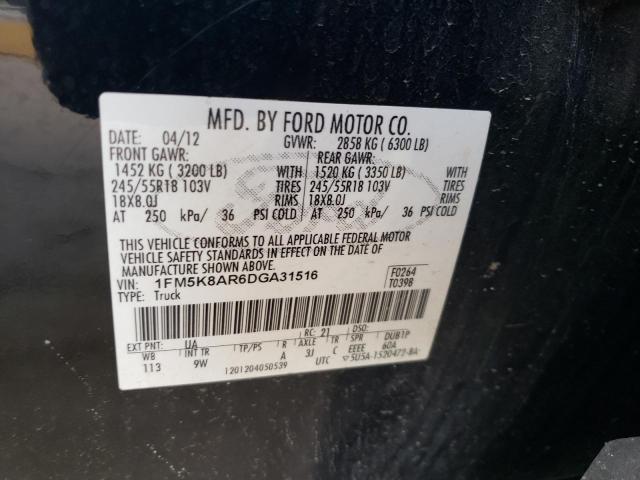 MFD. BY FORD MOTOR CO.
DATE: 04/12 GVWR: 2858 KG ( 6300 LB)
FRONT GAWR: REAR GAWR:
1452 KG ( 3200 LB) WITH 1520 KG ( 3350 LB) WITH
245/55R18 103V TIRES 245/55R18 103V TIRES
18X8.0J RIMS 18X8.0J RIMS
AT 250 kPa/ 36 PSI COLD AT 250 kPa/ 36 PSI COLD
THIS VEHICLE CONFORMS TO ALL APPLICABLE FEDERAL MOTOR
VEHICLE SAFETY STANDARDS IN EFFECT ON THE DATE OF
MANUFACTURE SHOWN ABOVE.
VIN: 1FM5K8AR6DGA31516 F0264
TYPE: Truck T0398
EXT PNT: UA RC: 21 DSO:
WB INT TR TP/PS R AXLE TR SPR DUB1P
113 9W A 3J C EEEE 60A
1201204050539 UTC 5U5A-1520472-BA